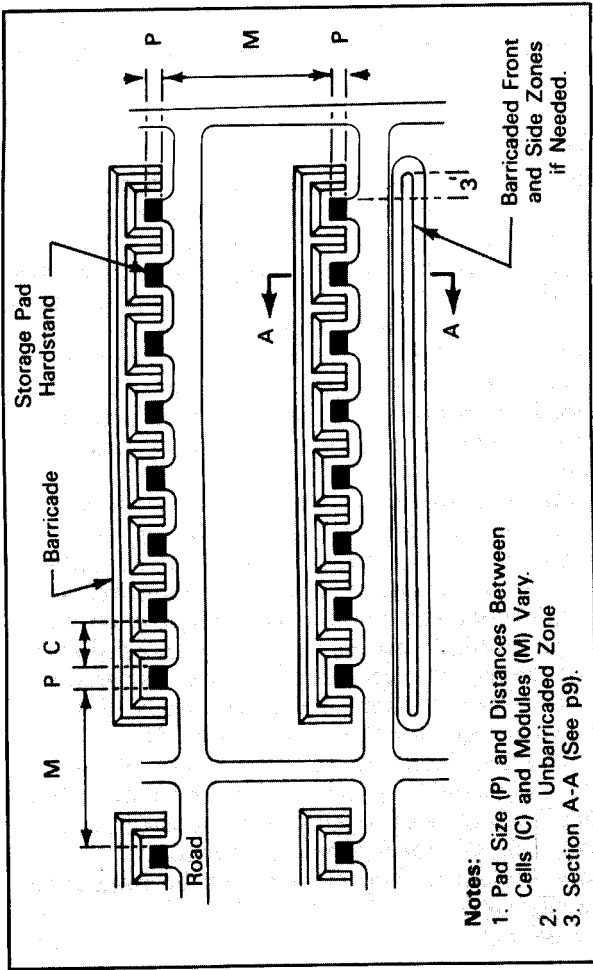 Storage Pad
Hardstand
Barricade
P
M
P
M
P
C
Road
A
A
3'
Barricaded Front
and Side Zones
if Needed.
Notes:
1. Pad Size (P) and Distances Between
Cells (C) and Modules (M) Vary.
2. Unbarricaded Zone
3. Section A-A (See p9).